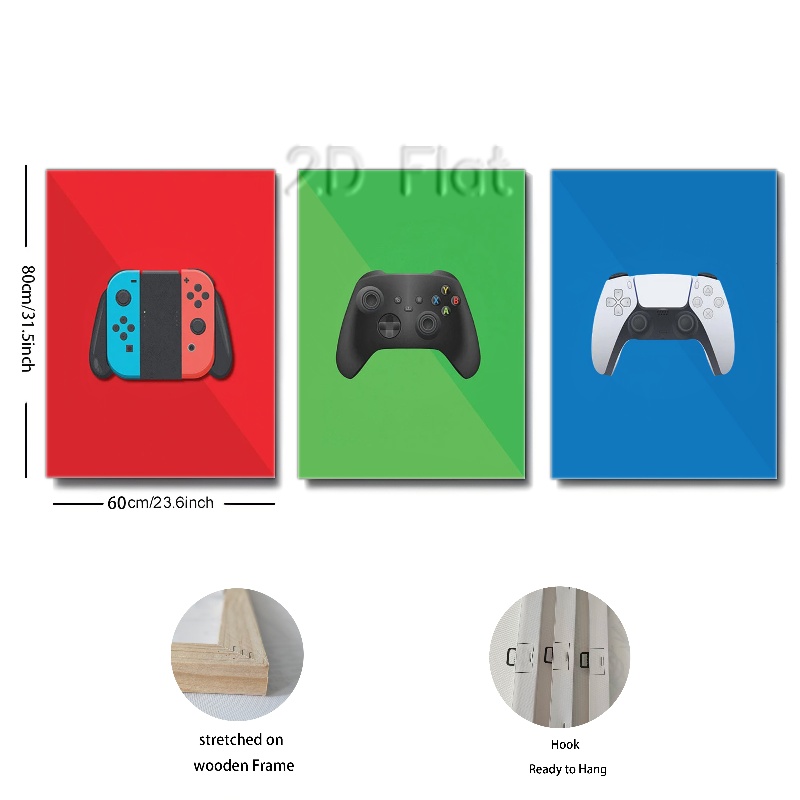 2D Flat
80cm/31.5inch
Y
X B
A
60cm/23.6inch
stretched on
wooden Frame
Hook
Ready to Hang